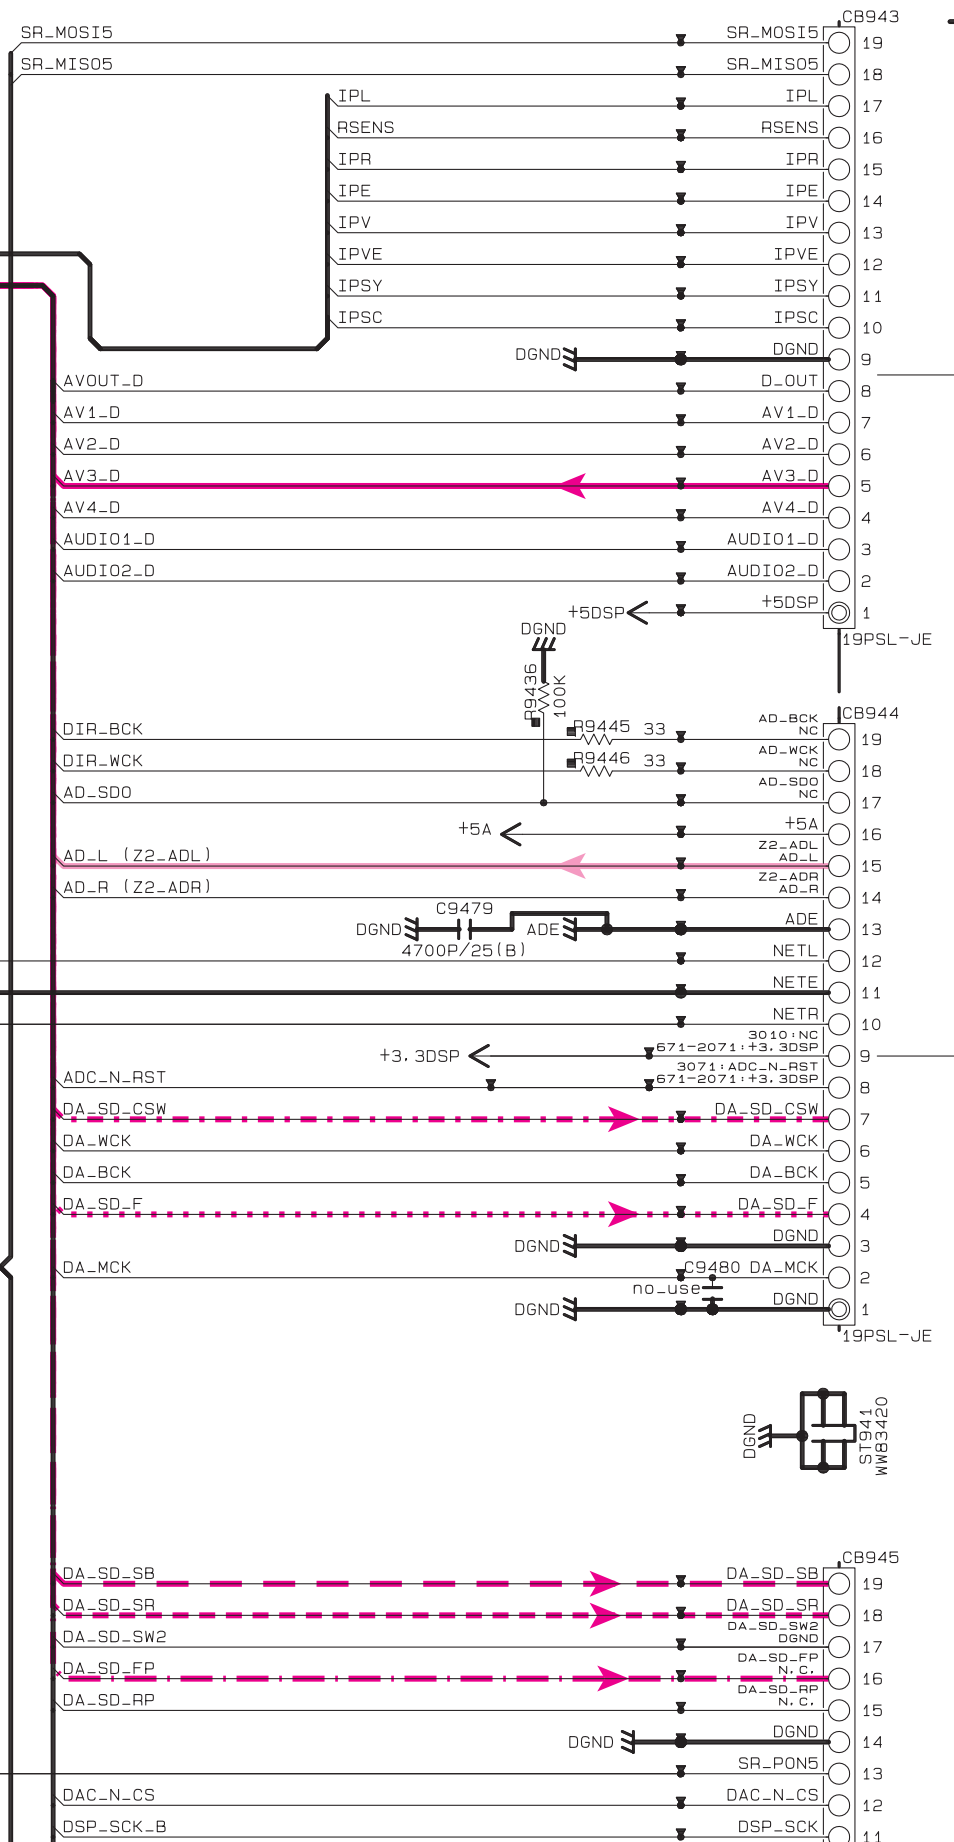 CB943
SR_MOSI5 SR_MOSI5 19
SR_MISO5 SR_MISO5 18
IPL IPL 17
RSENS RSENS 16
IPR IPR 15
IPE IPE 14
IPV IPV 13
IPVE IPVE 12
IPSY IPSY 11
IPSC IPSC 10
DGND DGND 9
AVOUT_D D_OUT 8
AV1_D AV1_D 7
AV2_D AV2_D 6
AV3_D AV3_D 5
AV4_D AV4_D 4
AUDIO1_D AUDIO1_D 3
AUDIO2_D AUDIO2_D 2
+5DSP +5DSP 1
19PSL-JE
DGND
R9436
100K
CB944
DIR_BCK R9445 33 AD_BCK
NC 19
DIR_WCK R9446 33 AD_WCK
NC 18
AD_SDO AD_SDO
NC 17
+5A +5A 16
AD_L (Z2_ADL) Z2_ADL
AD_L 15
AD_R (Z2_ADR) Z2_ADR
AD_R 14
C9479
DGND ADE ADE 13
4700P/25(B)
NETL 12
NETE 11
NETR 10
3010:NC
+3.3DSP 671-2071:+3.3DSP 9
3071:ADC_N_RST
ADC_N_RST 671-2071:+3.3DSP 8
DA_SD_CSW DA_SD_CSW 7
DA_WCK DA_WCK 6
DA_BCK DA_BCK 5
DA_SD_F DA_SD_F 4
DGND DGND 3
DA_MCK C9480 DA_MCK 2
no_use
DGND DGND 1
19PSL-JE
DGND
ST941
WW83420
CB945
DA_SD_SB DA_SD_SB 19
DA_SD_SR DA_SD_SR 18
DA_SD_SW2 DA_SD_SW2
DGND 17
DA_SD_FP DA_SD_FP
N.C. 16
DA_SD_RP DA_SD_RP
N.C. 15
DGND DGND 14
SR_PON5 13
DAC_N_CS DAC_N_CS 12
DSP_SCK_B DSP_SCK 11